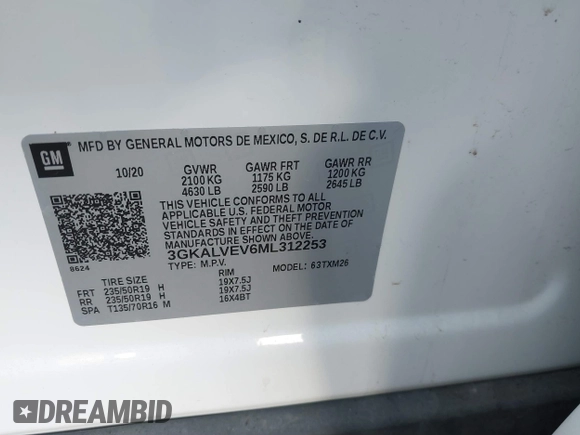 GM
MFD BY GENERAL MOTORS DE MEXICO, S. DE R.L. DE C.V.
10/20 GVWR GAWR FRT GAWR RR
2100 KG 1175 KG 1200 KG
4630 LB 2590 LB 2645 LB
THIS VEHICLE CONFORMS TO ALL
APPLICABLE U.S. FEDERAL MOTOR
VEHICLE SAFETY AND THEFT PREVENTION
STANDARDS IN EFFECT ON THE DATE OF
MANUFACTURE SHOWN ABOVE.
3GKALVEV6ML312253
TYPE: M.P.V. MODEL: 63TXM26
8624
TIRE SIZE RIM
FRT 235/50R19 H 19X7.5J
RR 235/50R19 H 19X7.5J
SPA T135/70R16 M 16X4BT
DREAMBID